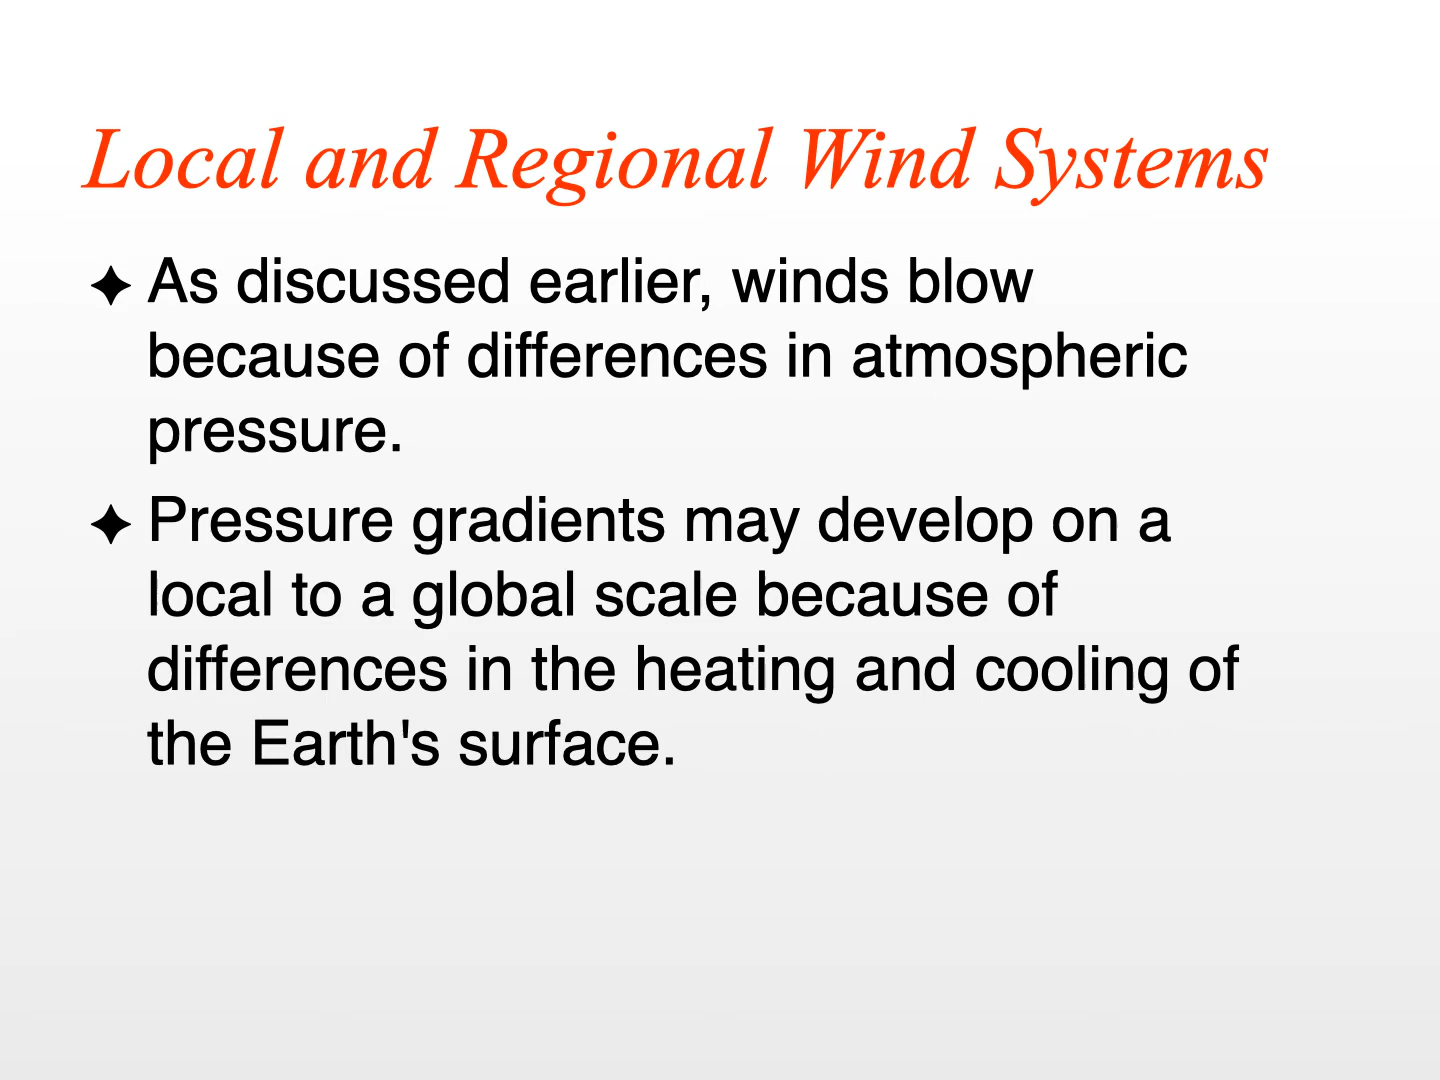 Local and Regional Wind Systems
✦ As discussed earlier, winds blow
because of differences in atmospheric
pressure.
✦ Pressure gradients may develop on a
local to a global scale because of
differences in the heating and cooling of
the Earth's surface.